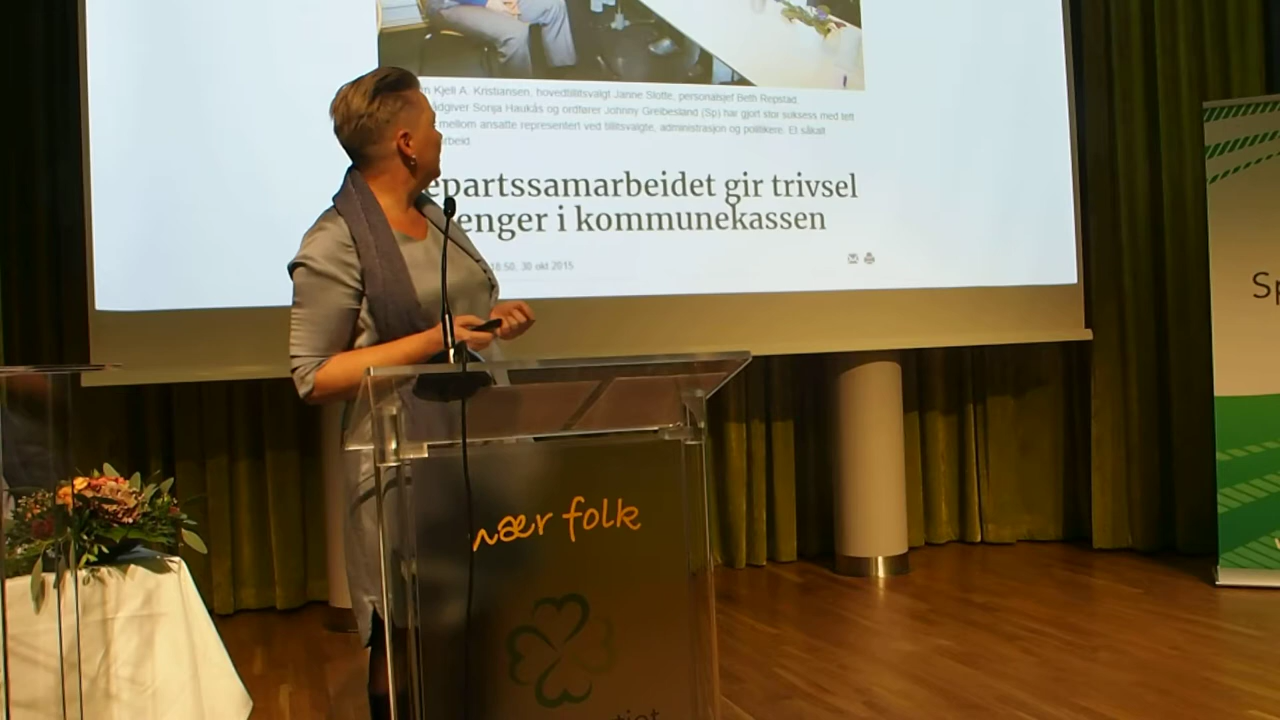 Kjell A. Kristiansen, hovedtillitsvalgt Janne Slotte, personalsjef Beth Repstad,
ådgiver Sonja Haukås og ordfører Johnny Greibesland (Sp) har gjort stor suksess med tett
mellom ansatte representert ved tillitsvalgte, administrasjon og politikere. Et såkalt
arbeid.
epartssamarbeidet gir trivsel
enger i kommunekassen
18:50, 30 okt 2015
Sp
nær folk
tiet